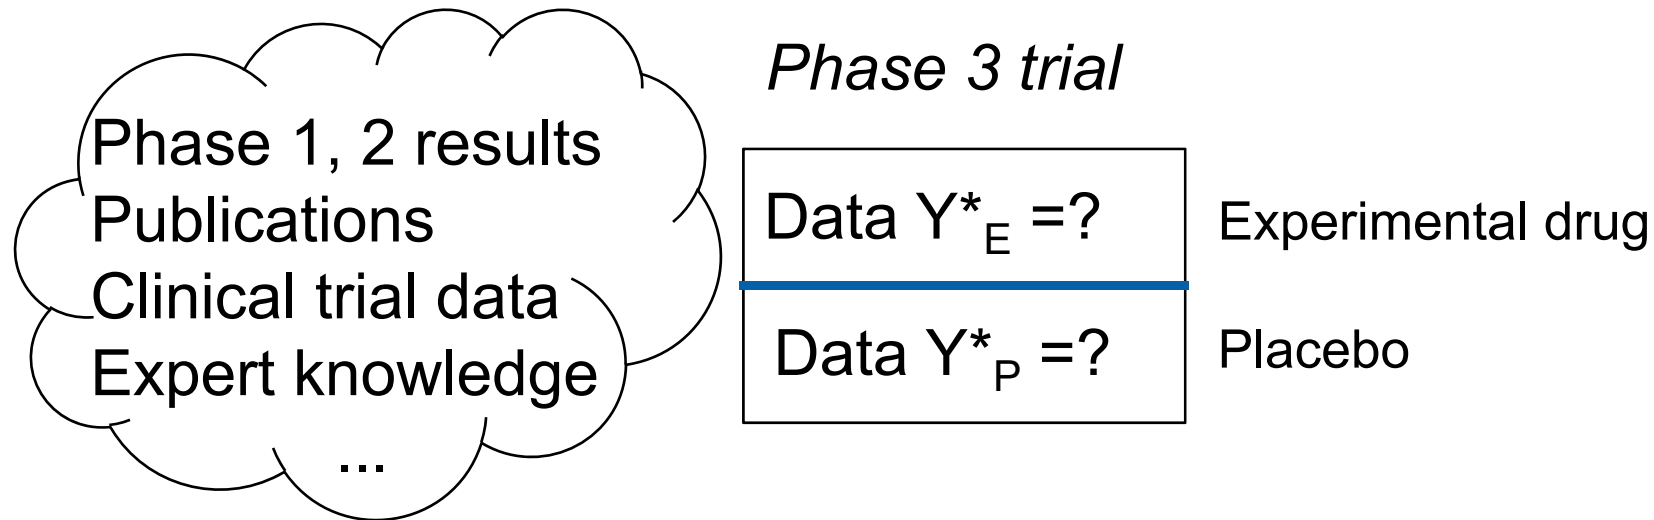 Phase 1, 2 results
Publications
Clinical trial data
Expert knowledge
...
Phase 3 trial
Data Y*E =?
Experimental drug
Data Y*P =?
Placebo